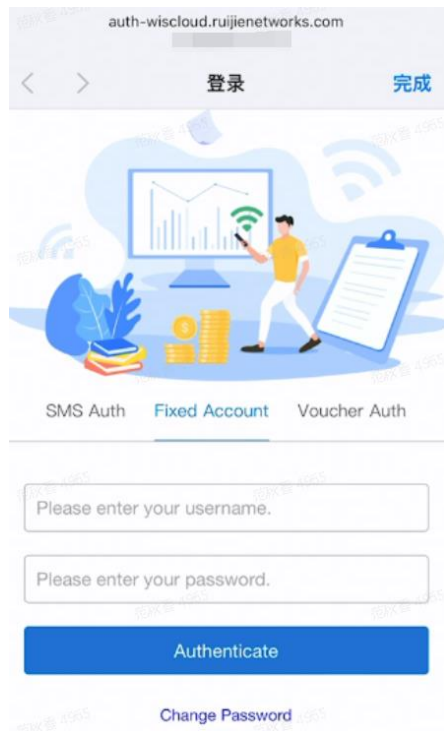 auth-wiscloud.ruijienetworks.com
登录
完成
$
SMS Auth Fixed Account Voucher Auth
Please enter your username.
Please enter your password.
Authenticate
Change Password